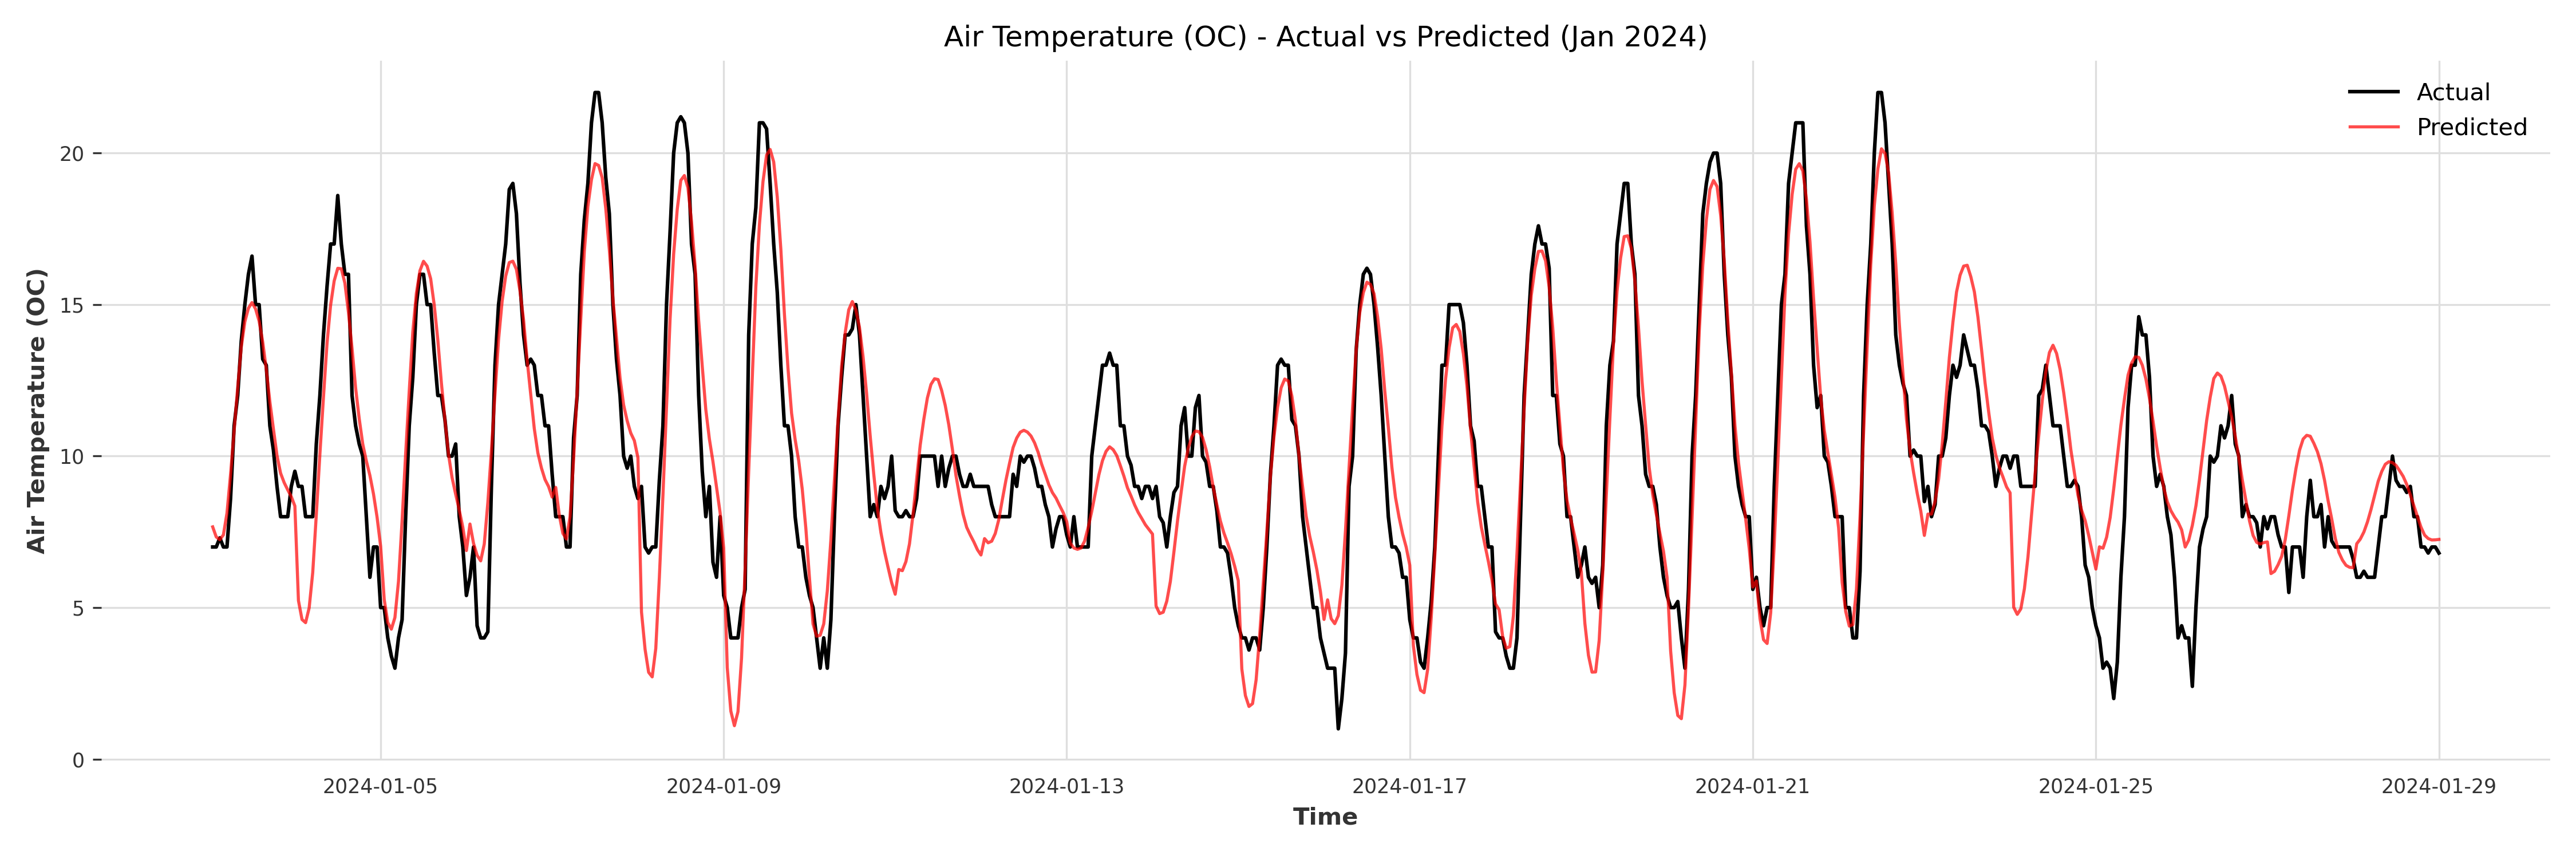 Air Temperature (OC) - Actual vs Predicted (Jan 2024)
Actual
Predicted
Air Temperature (OC)
20
15
10
5
0
2024-01-05
2024-01-09
2024-01-13
2024-01-17
2024-01-21
2024-01-25
2024-01-29
Time